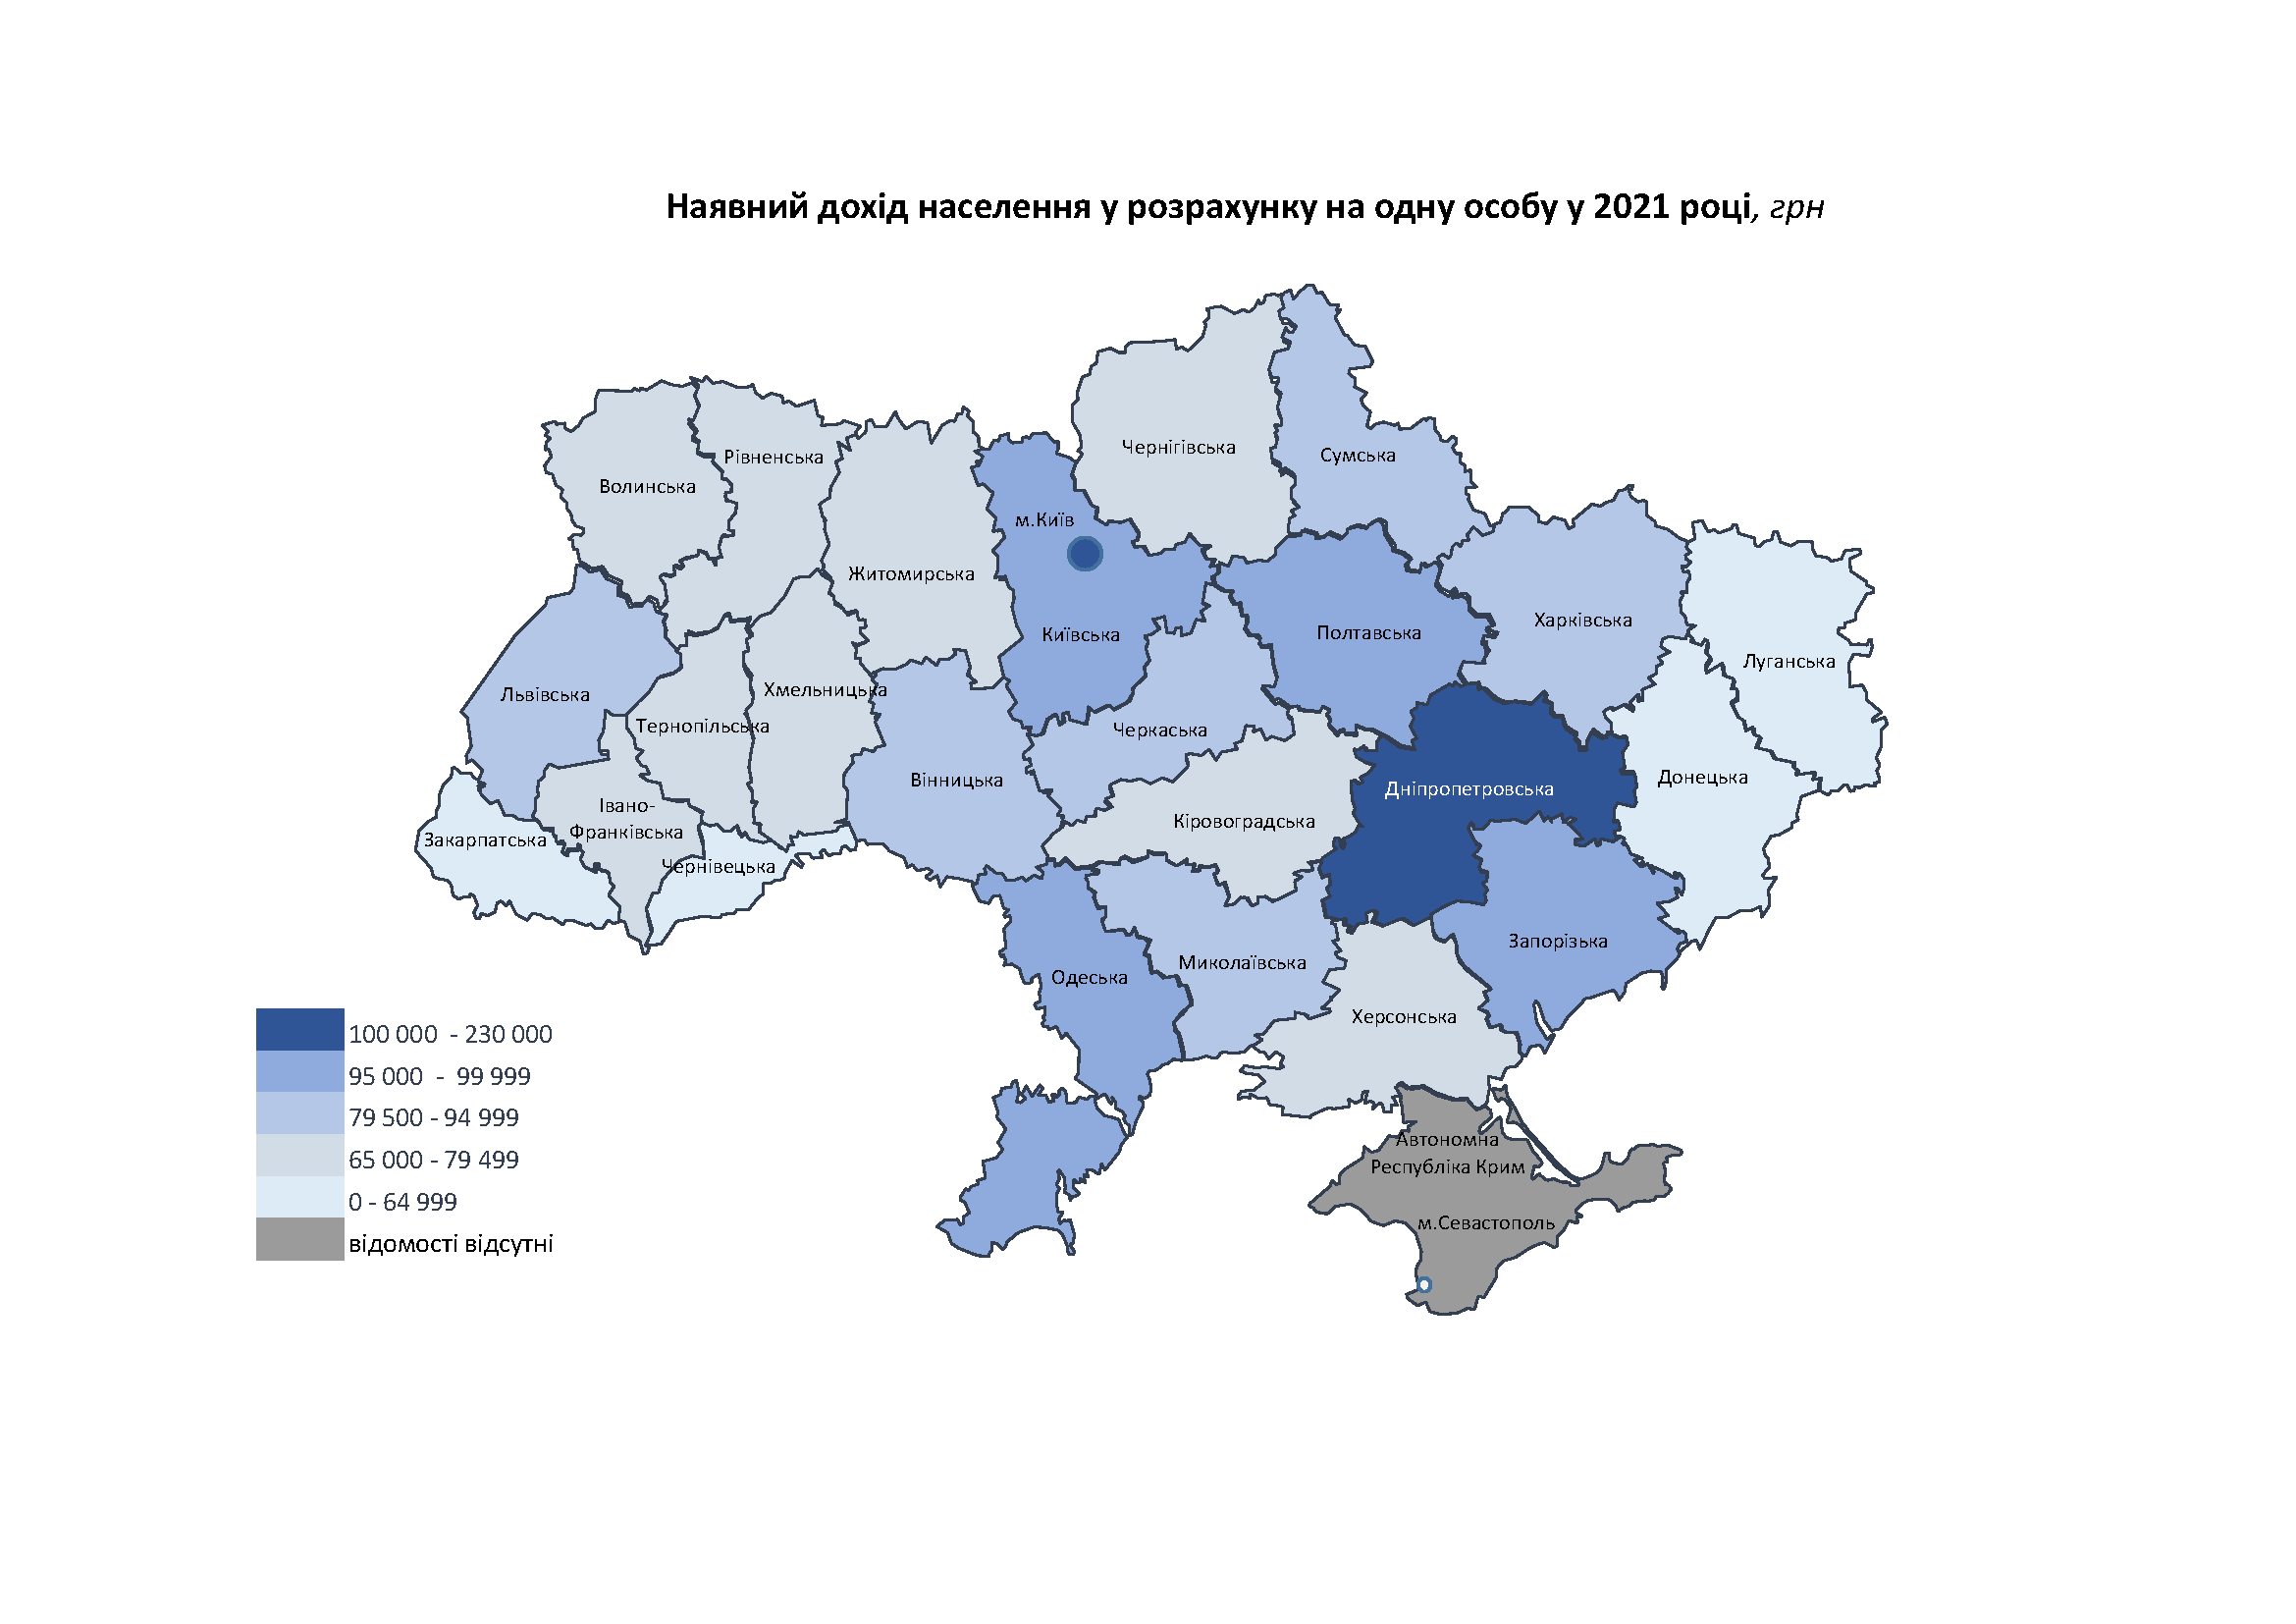 Наявний дохід населення у розрахунку на одну особу у 2021 році, грн
Чернігівська
Сумська
Рівненська
Волинська
м.Київ
Житомирська
Київська
Полтавська
Харківська
Луганська
Львівська
Хмельницька
Тернопільська
Черкаська
Вінницька
Донецька
Дніпропетровська
Івано-
Франківська
Кіровоградська
Закарпатська
Чернівецька
Запорізька
Миколаївська
Одеська
Херсонська
100 000 - 230 000
95 000 - 99 999
79 500 - 94 999
65 000 - 79 499
0 - 64 999
відомості відсутні
Автономна
Республіка Крим
м.Севастополь